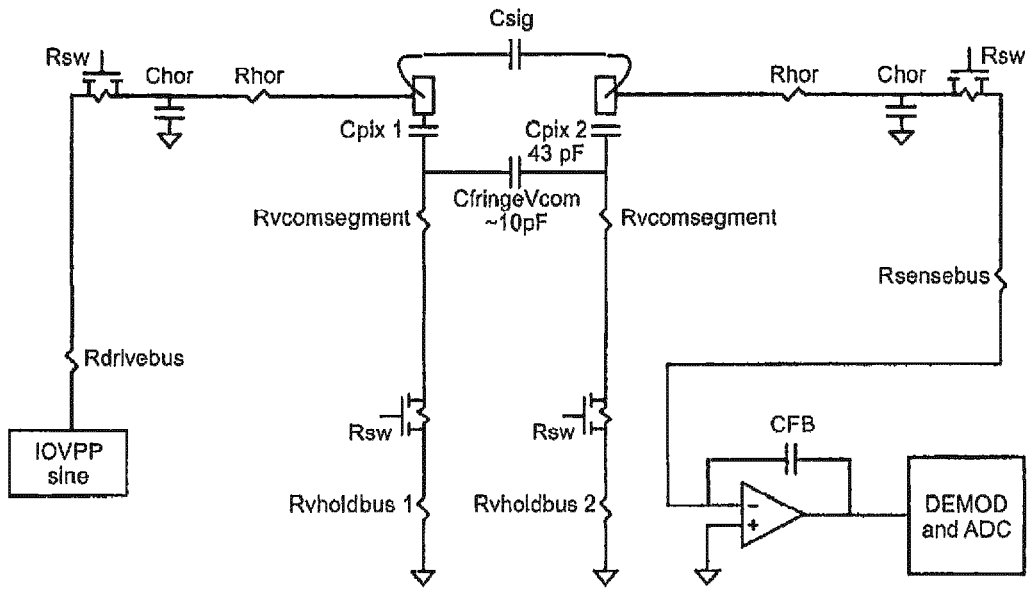 Csig
Rsw
Chor
Rhor
Rhor
Chor
Rsw
Cpix 1
Cpix 2
43 pF
CfringeVcom
~10pF
Rvcomsegment
Rvcomsegment
Rsensebus
Rdrivebus
IOVPP
sine
Rsw
Rsw
CFB
Rvholdbus 1
Rvholdbus 2
−
+
DEMOD
and ADC